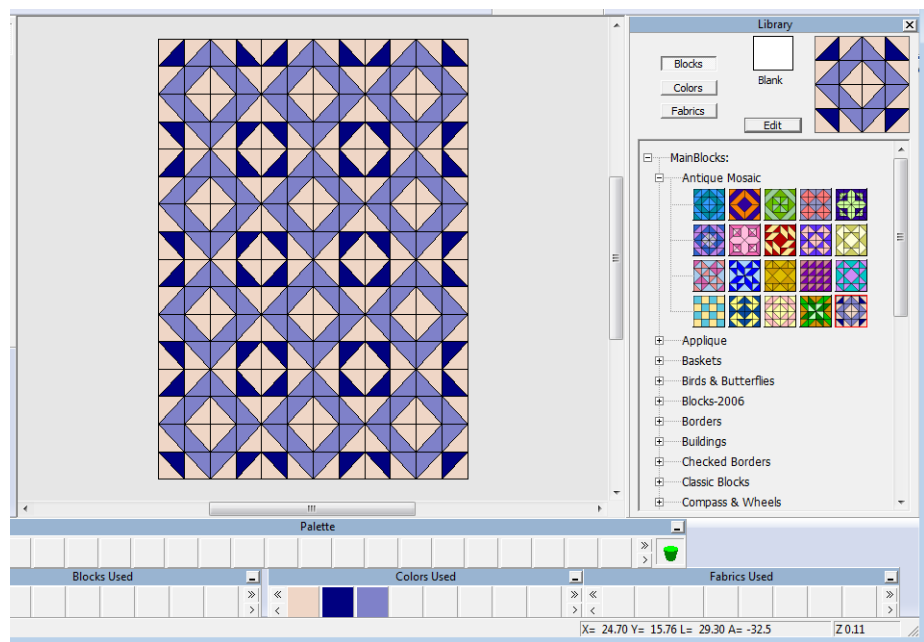 Library
Blocks
Colors
Fabrics
Blank
Edit
MainBlocks:
Antique Mosaic
Applique
Baskets
Birds & Butterflies
Blocks-2006
Borders
Buildings
Checked Borders
Classic Blocks
Compass & Wheels
Palette
Blocks Used
Colors Used
Fabrics Used
X= 24.70 Y= 15.76 L= 29.30 A= -32.5
Z 0.11